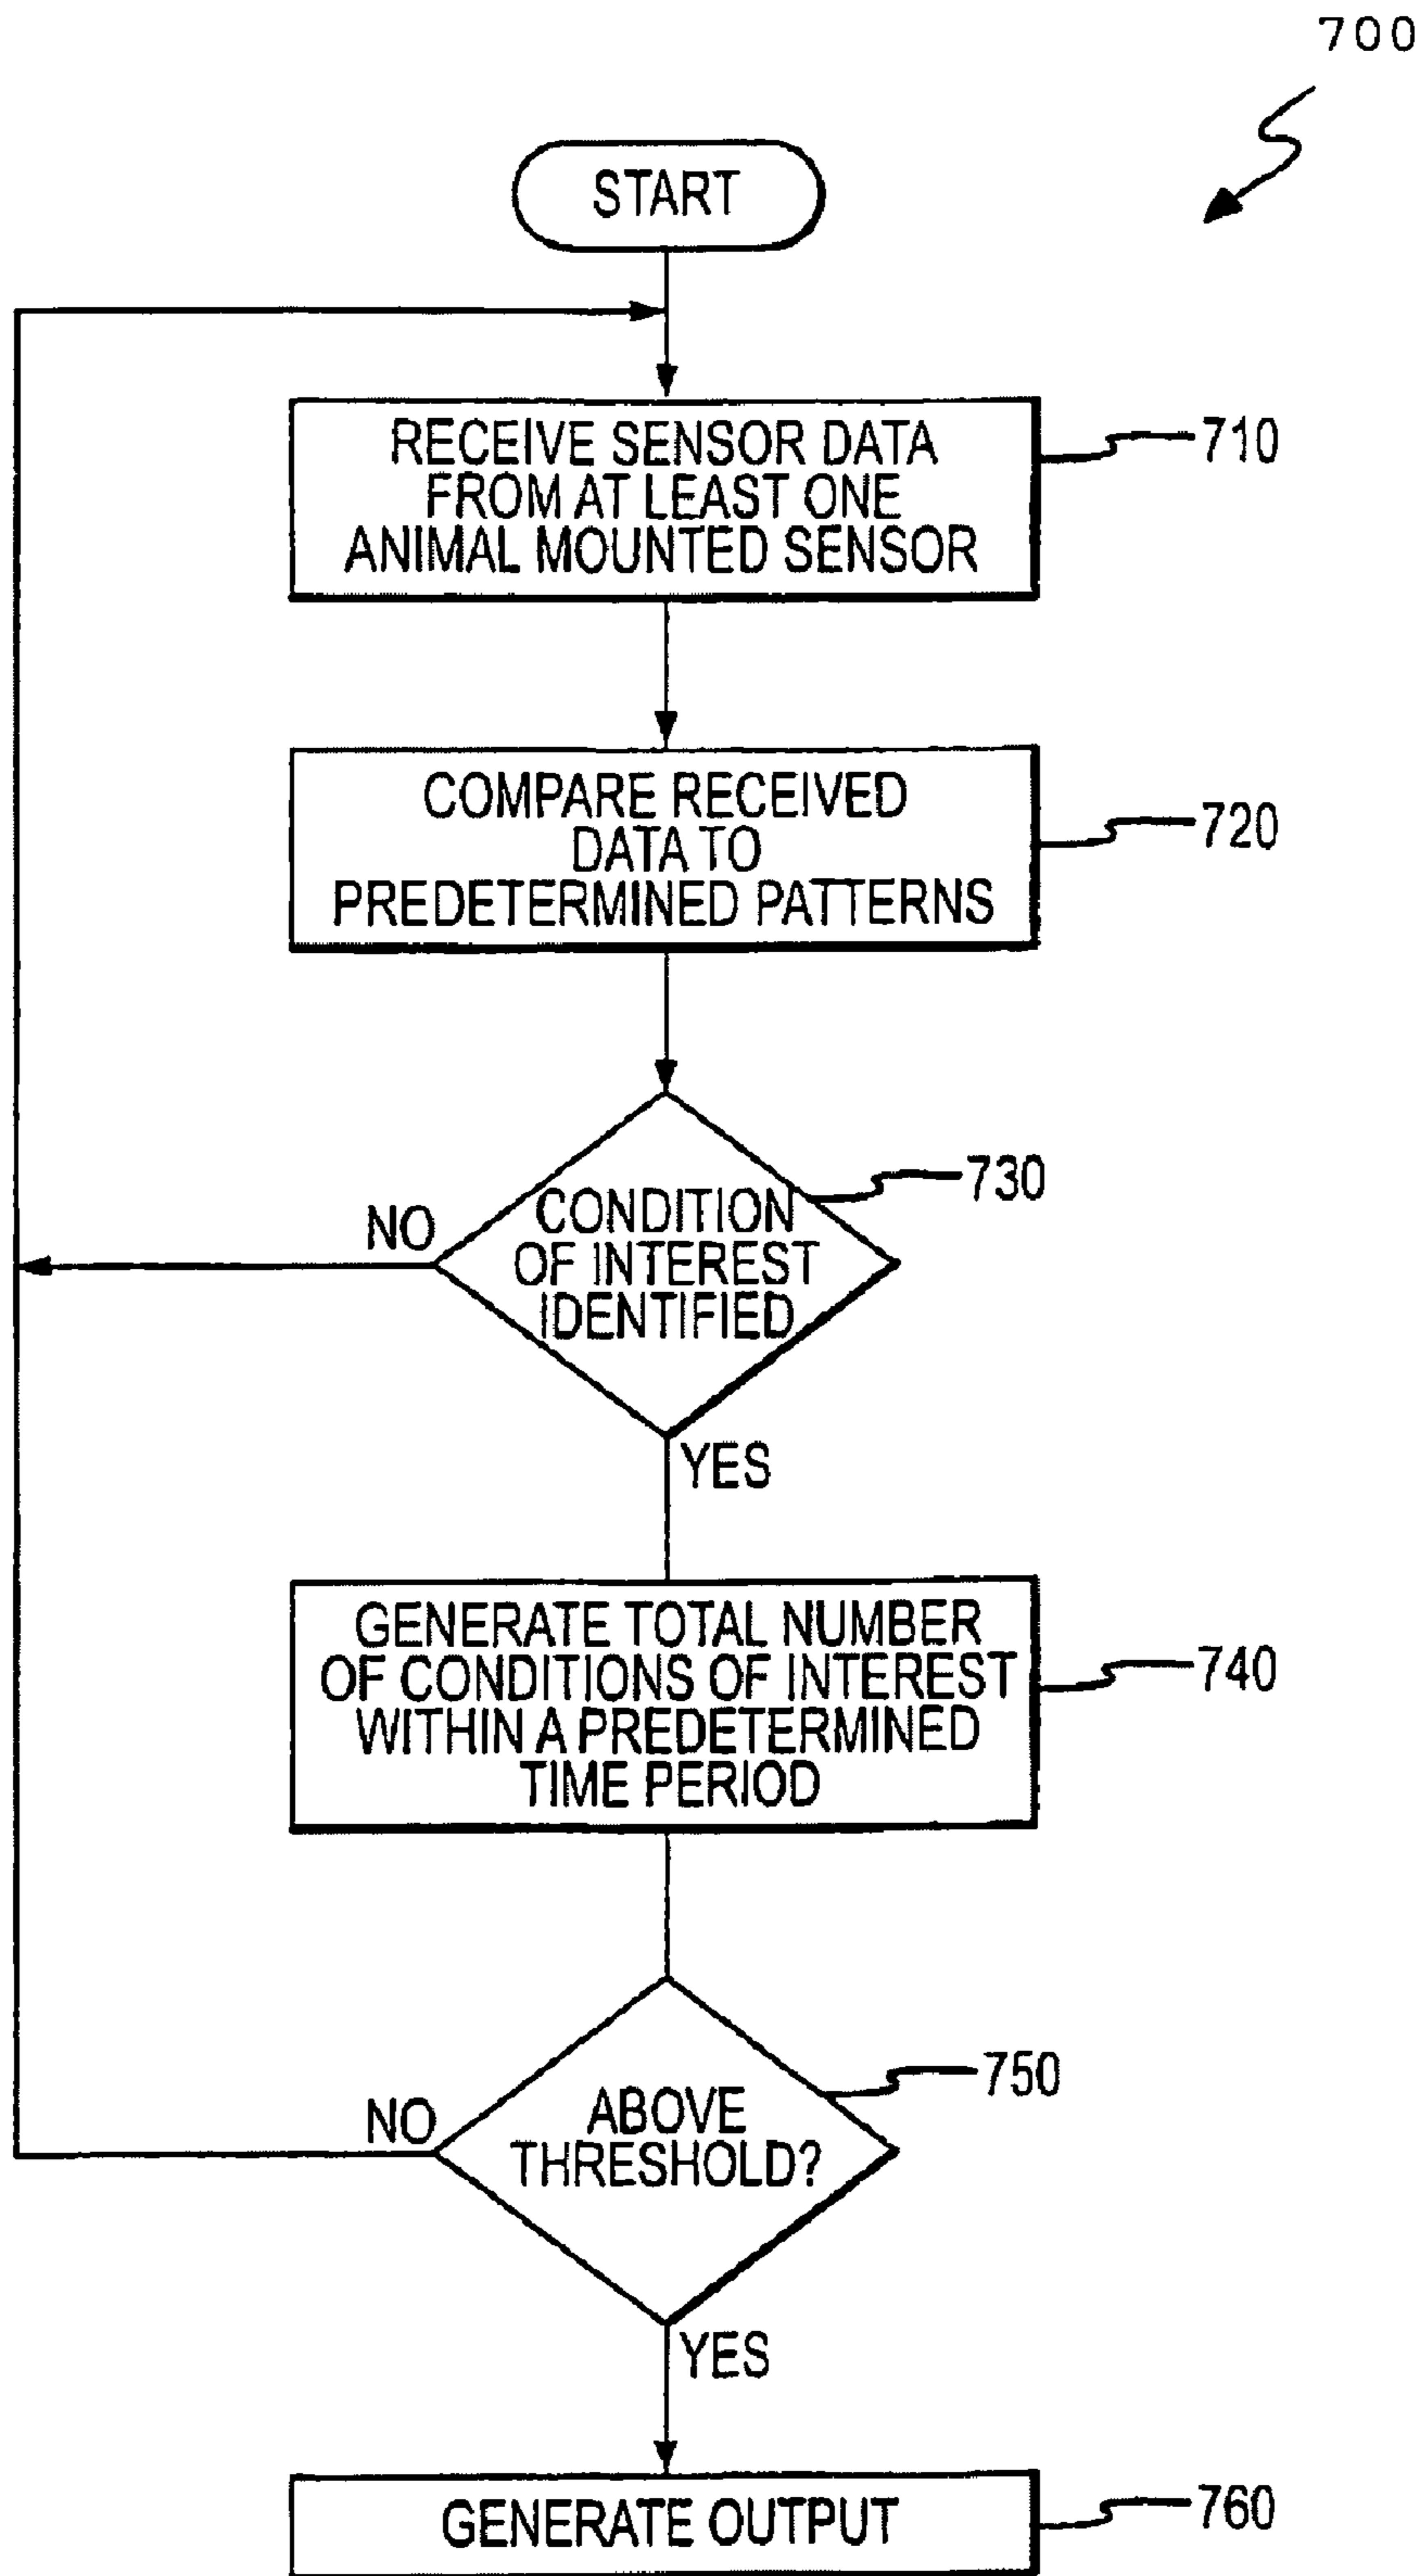 700
START
RECEIVE SENSOR DATA
FROM AT LEAST ONE
ANIMAL MOUNTED SENSOR
710
COMPARE RECEIVED
DATA TO
PREDETERMINED PATTERNS
720
730
CONDITION
OF INTEREST
IDENTIFIED
NO
YES
GENERATE TOTAL NUMBER
OF CONDITIONS OF INTEREST
WITHIN A PREDETERMINED
TIME PERIOD
740
750
ABOVE
THRESHOLD?
NO
YES
GENERATE OUTPUT
760